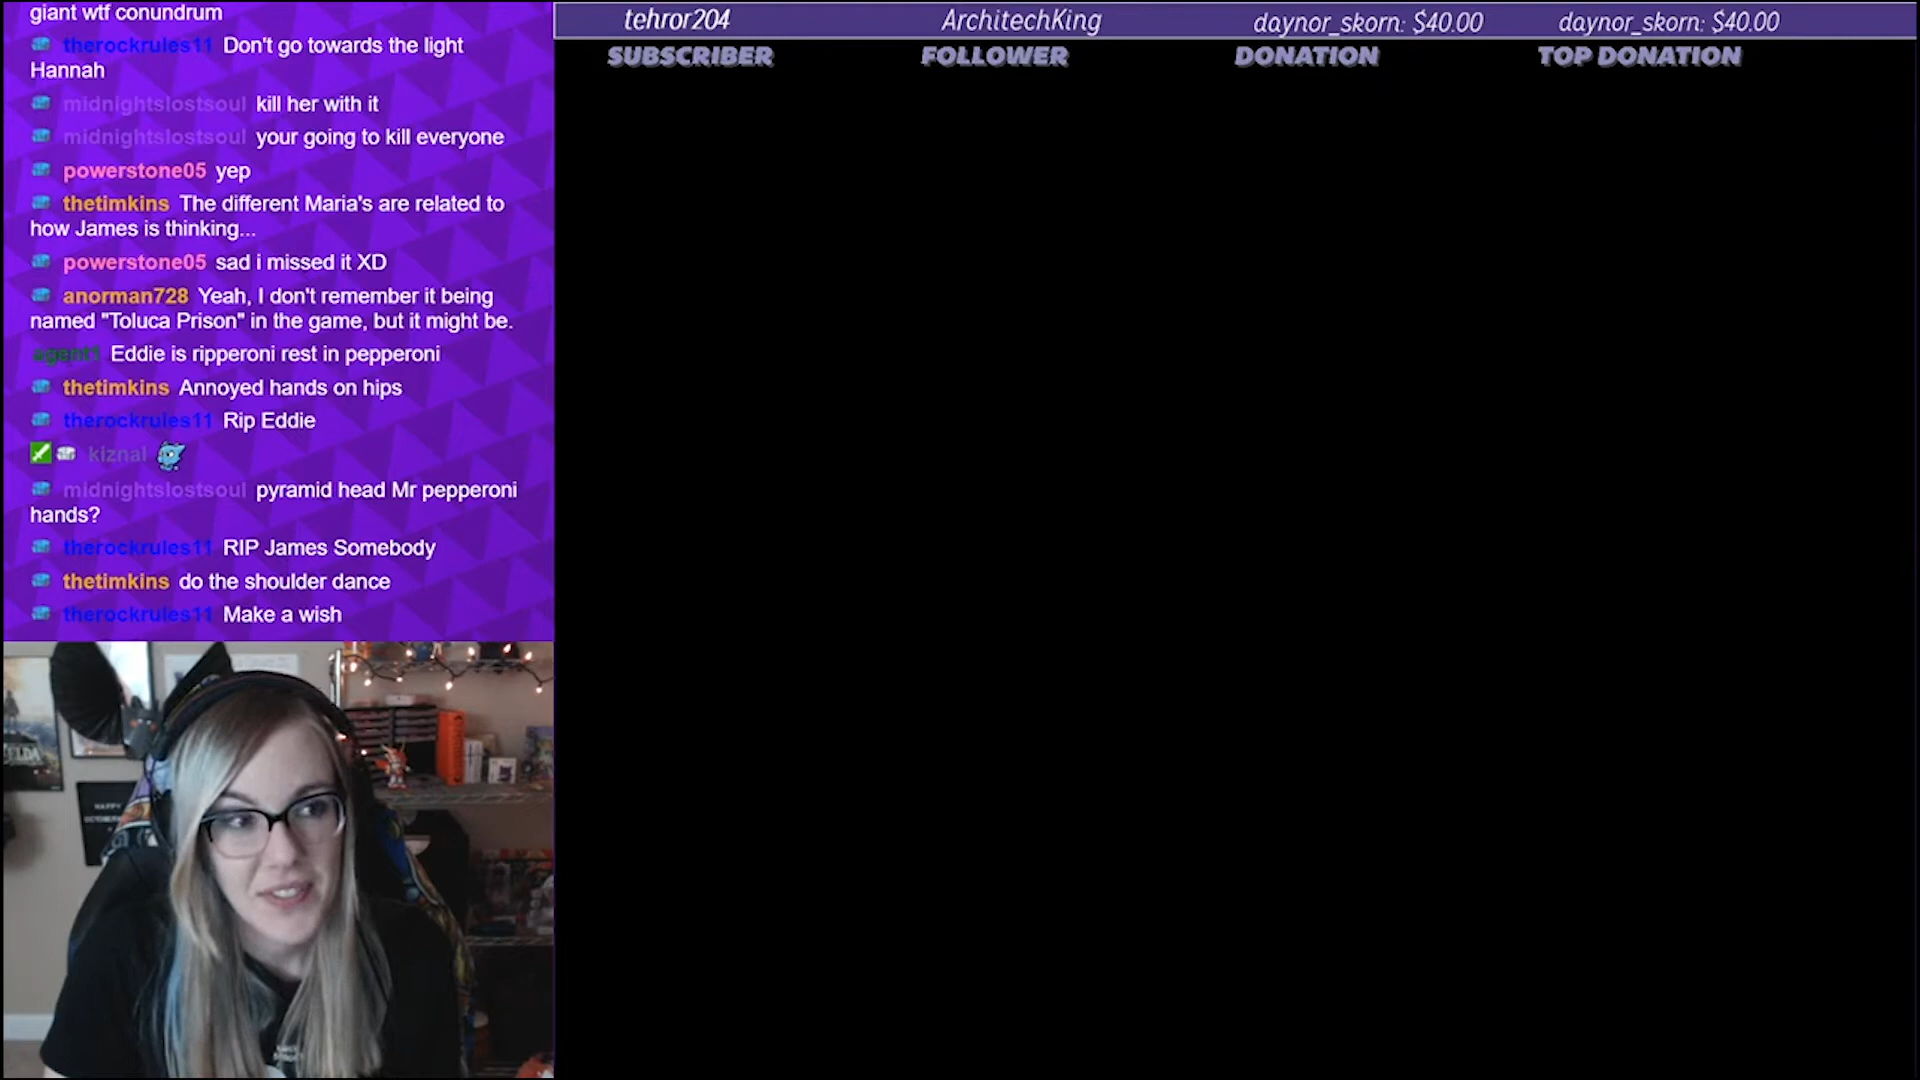 giant wtf conundrum
therockrules11 Don't go towards the light
Hannah
midnightslostsoul kill her with it
midnightslostsoul your going to kill everyone
powerstone05 yep
thetimkins The different Maria's are related to
how James is thinking...
powerstone05 sad i missed it XD
anorman728 Yeah, I don't remember it being
named "Toluca Prison" in the game, but it might be.
agent1 Eddie is ripperoni rest in pepperoni
thetimkins Annoyed hands on hips
therockrules11 Rip Eddie
kiznal
midnightslostsoul pyramid head Mr pepperoni
hands?
therockrules11 RIP James Somebody
thetimkins do the shoulder dance
therockrules11 Make a wish
tehror204 ArchitechKing daynor_skorn: $40.00 daynor_skorn: $40.00
SUBSCRIBER FOLLOWER DONATION TOP DONATION
HAPPY